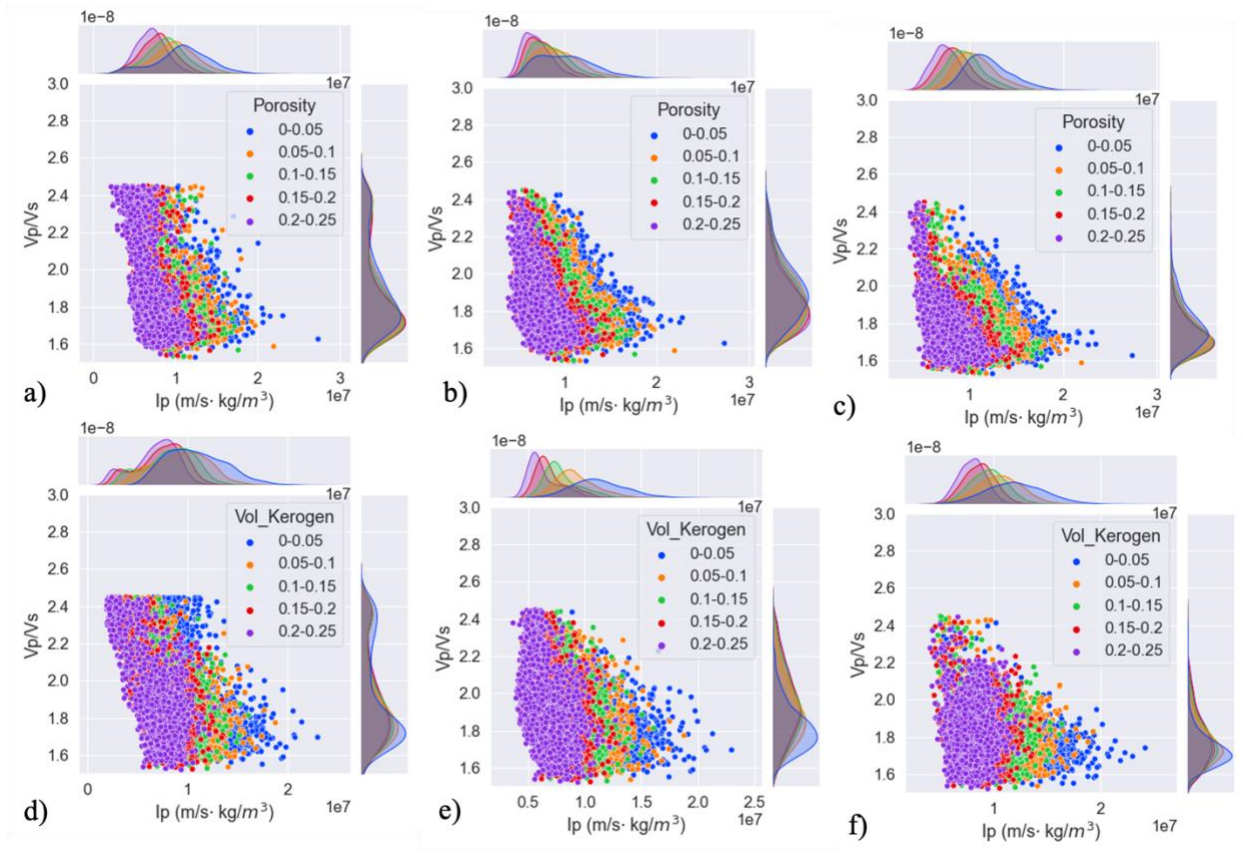 1e−8
1e7
3.0
2.8
2.6
2.4
2.2
2.0
1.8
1.6
Vp/Vs
Porosity
0-0.05
0.05-0.1
0.1-0.15
0.15-0.2
0.2-0.25
0 1 2 3
1e7
Ip (m/s· kg/m³)
a)
1e−8
1e7
3.0
2.8
2.6
2.4
2.2
2.0
1.8
1.6
Vp/Vs
Porosity
0-0.05
0.05-0.1
0.1-0.15
0.15-0.2
0.2-0.25
1 2 3
1e7
Ip (m/s· kg/m³)
b)
1e−8
1e7
3.0
2.8
2.6
2.4
2.2
2.0
1.8
1.6
Vp/Vs
Porosity
0-0.05
0.05-0.1
0.1-0.15
0.15-0.2
0.2-0.25
1 2 3
1e7
Ip (m/s· kg/m³)
c)
1e−8
1e7
3.0
2.8
2.6
2.4
2.2
2.0
1.8
1.6
Vp/Vs
Vol_Kerogen
0-0.05
0.05-0.1
0.1-0.15
0.15-0.2
0.2-0.25
0 1 2
1e7
Ip (m/s· kg/m³)
d)
1e−8
1e7
3.0
2.8
2.6
2.4
2.2
2.0
1.8
1.6
Vp/Vs
Vol_Kerogen
0-0.05
0.05-0.1
0.1-0.15
0.15-0.2
0.2-0.25
0.5 1.0 1.5 2.0 2.5
1e7
Ip (m/s· kg/m³)
e)
1e−8
1e7
3.0
2.8
2.6
2.4
2.2
2.0
1.8
1.6
Vp/Vs
Vol_Kerogen
0-0.05
0.05-0.1
0.1-0.15
0.15-0.2
0.2-0.25
1 2
1e7
Ip (m/s· kg/m³)
f)